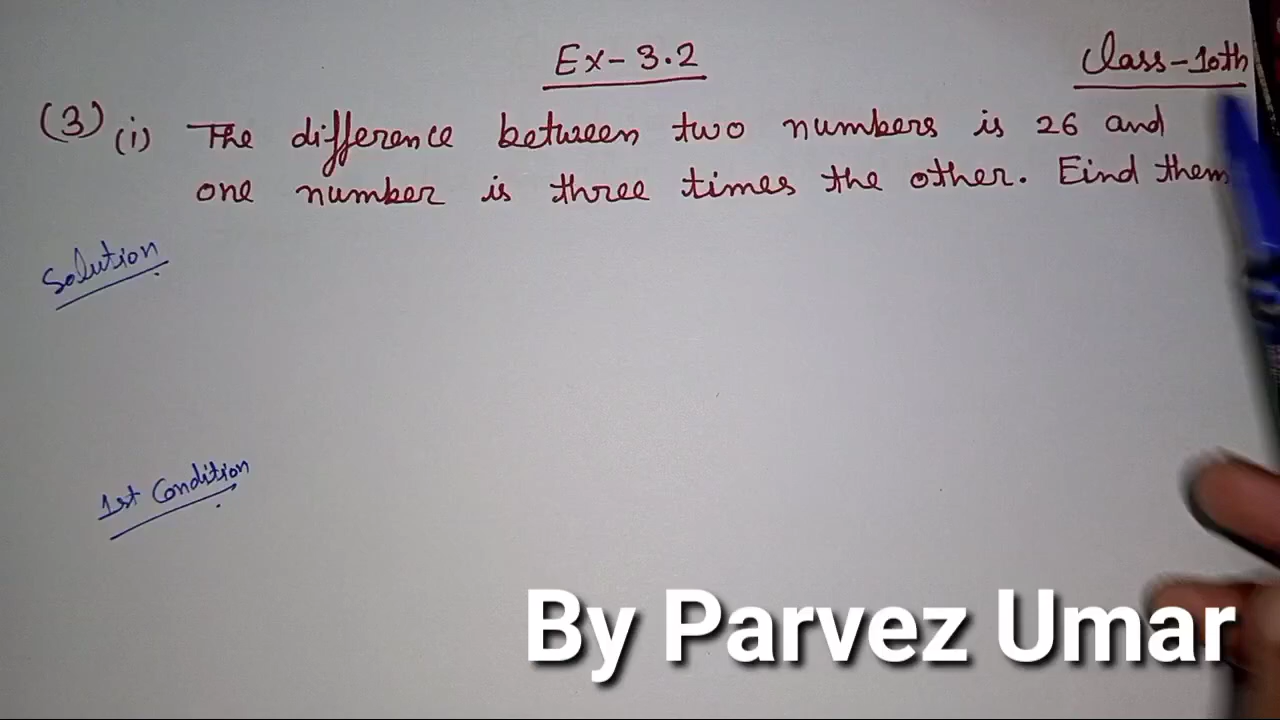 Ex-3.2
Class-10th
(3) (i) The difference between two numbers is 26 and
one number is three times the other. Find them
Solution
1st Condition
By Parvez Umar